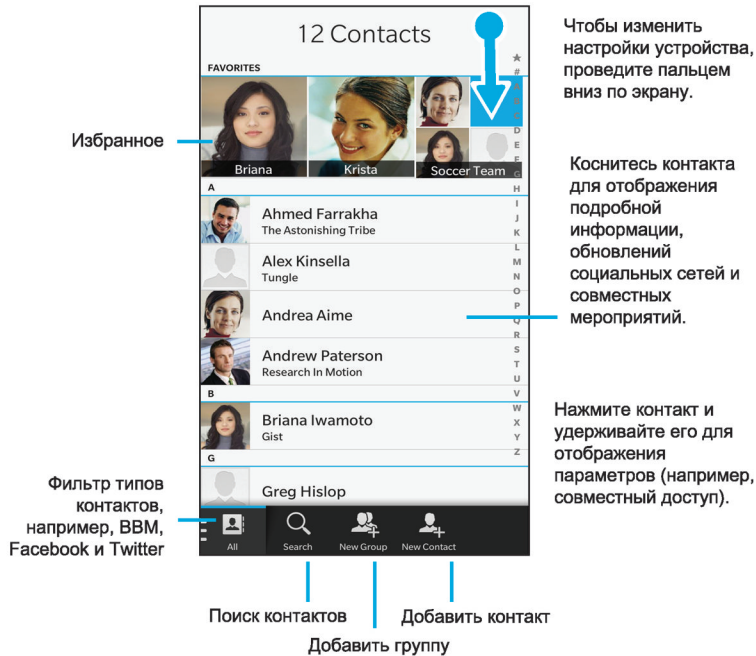 12 Contacts
FAVORITES
Briana
Krista
Soccer Team
A
Ahmed Farrakha
The Astonishing Tribe
Alex Kinsella
Tungle
Andrea Aime
Andrew Paterson
Research In Motion
B
Briana Iwamoto
Gist
G
Greg Hislop
All
Search
New Group
New Contact
#
D
E
F
G
H
I
J
K
L
M
N
O
P
Q
R
S
T
U
V
W
X
Y
Z
Избранное
Фильтр типов
контактов,
например, BBM,
Facebook и Twitter
Поиск контактов
Добавить группу
Добавить контакт
Чтобы изменить
настройки устройства,
проведите пальцем
вниз по экрану.
Коснитесь контакта
для отображения
подробной
информации,
обновлений
социальных сетей и
совместных
мероприятий.
Нажмите контакт и
удерживайте его для
отображения
параметров (например,
совместный доступ).